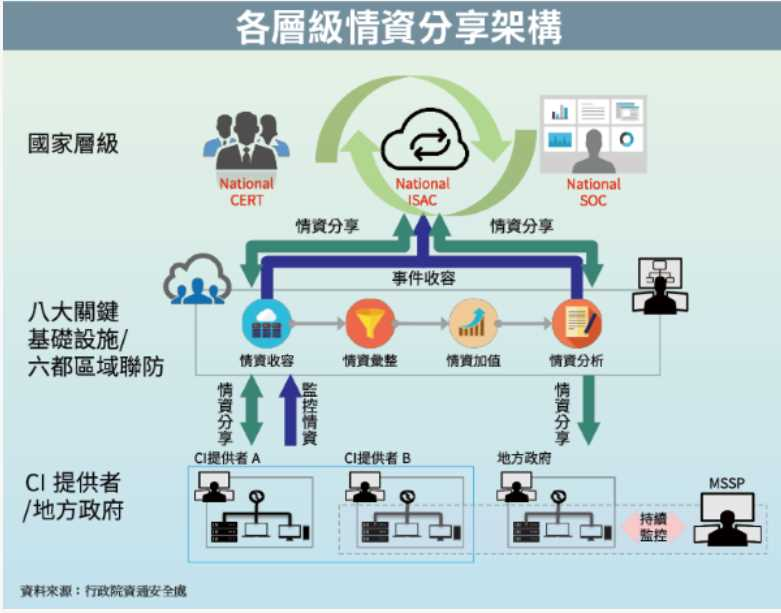 各層級情資分享架構
國家層級
National
CERT
National
ISAC
National
SOC
情資分享
情資分享
事件收容
八大關鍵
基礎設施/
六都區域聯防
情資收容
情資彙整
情資加值
情資分析
情資分享
監控情資
情資分享
CI提供者 A
CI提供者 B
地方政府
CI 提供者
/地方政府
MSSP
持續
監控
資料來源：行政院資通安全處